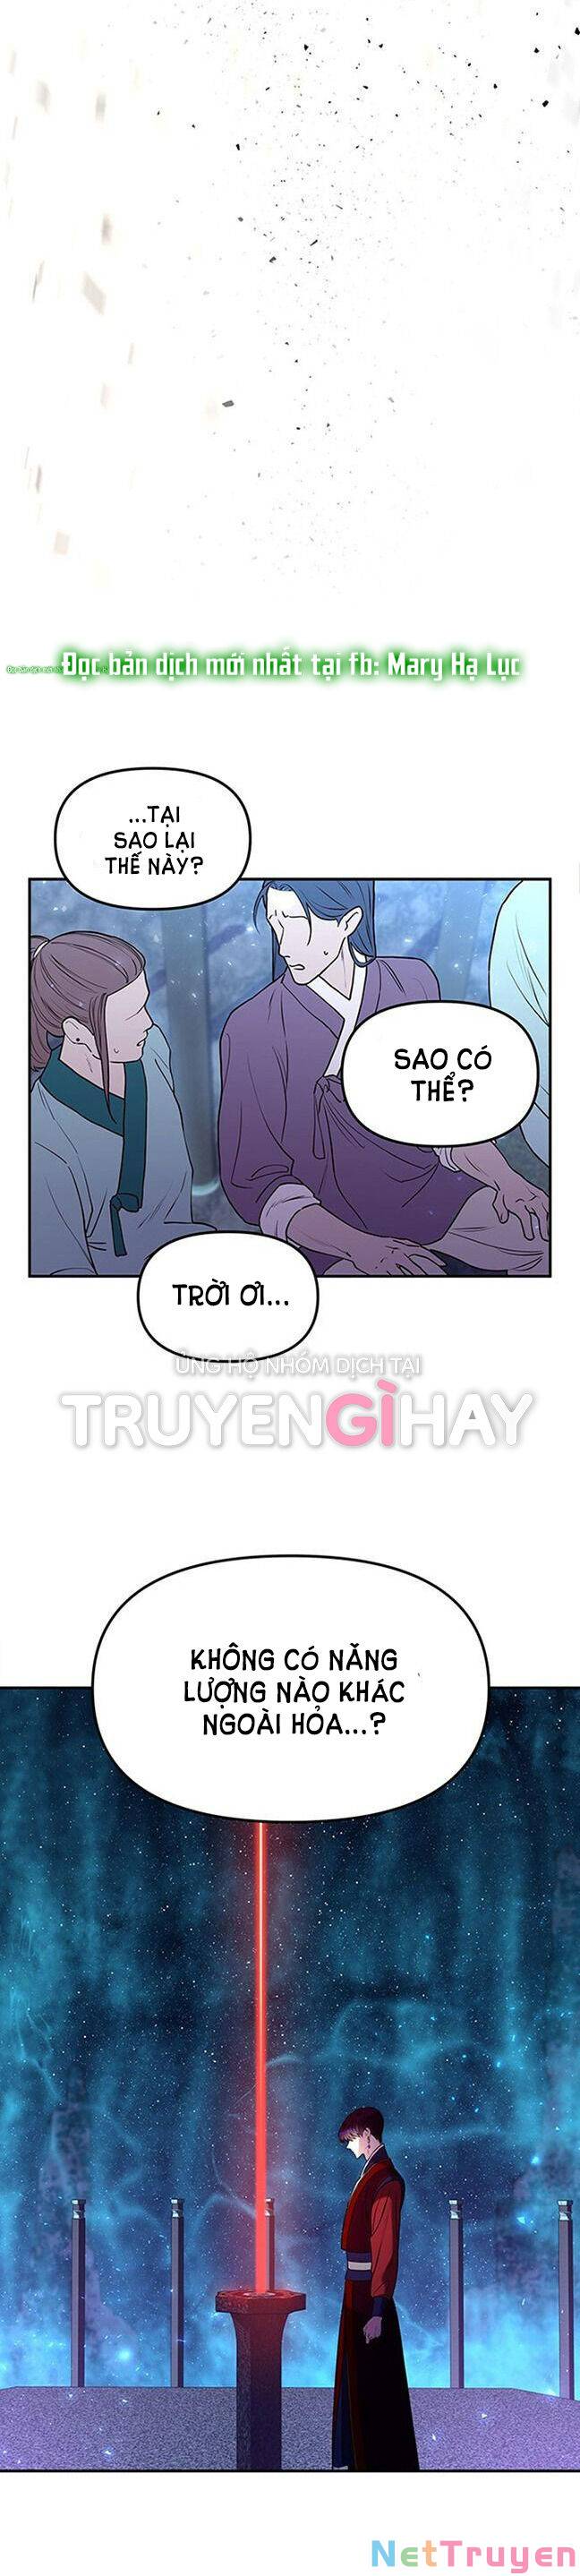 Đọc bản dịch mới nhất tại fb: Mary Hạ Lục
...TẠI
SAO LẠI
THẾ NÀY?
SAO CÓ
THỂ?
TRỜI ƠI...
ỦNG HỘ NHÓM DỊCH TẠI
TRUYENGIHAY
KHÔNG CÓ NĂNG
LƯỢNG NÀO KHÁC
NGOÀI HỎA...?
NetTruyen